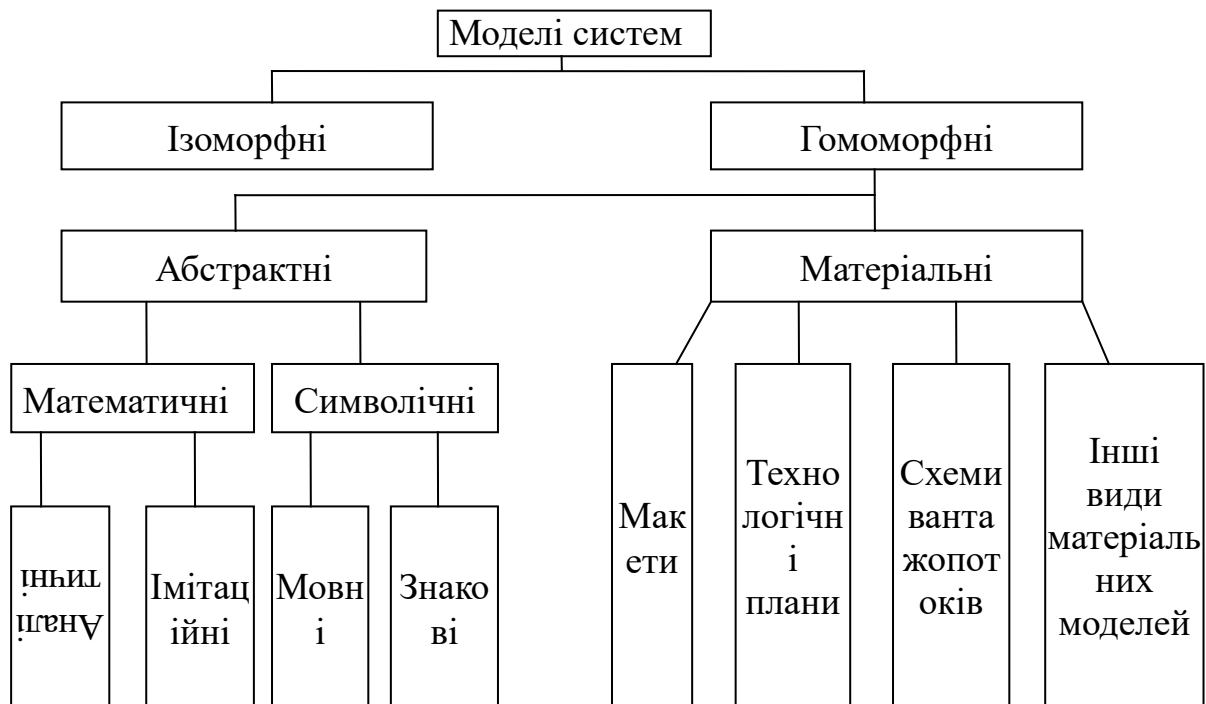 Моделі систем
Ізоморфні
Гомоморфні
Абстрактні
Матеріальні
Математичні
Символічні
Аналі
тичні
Імітац
ійні
Мовн
і
Знако
ві
Мак
ети
Техно
логічн
і
плани
Схеми
ванта
жопот
оків
Інші
види
матеріаль
них
моделей